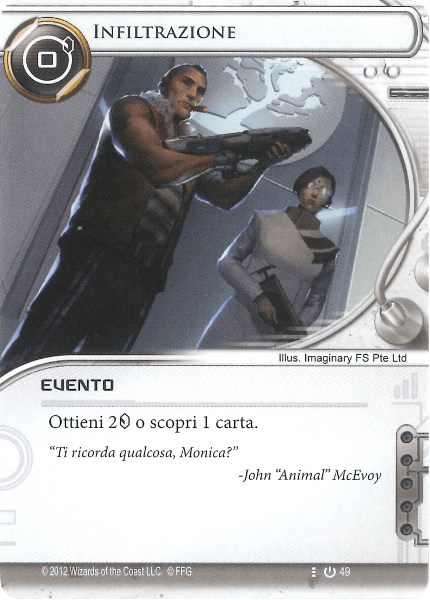 0
INFILTRAZIONE
Illus. Imaginary FS Pte Ltd
EVENTO
Ottieni 2 o scopri 1 carta.
“Ti ricorda qualcosa, Monica?”
-John “Animal” McEvoy
© 2012 Wizards of the Coast LLC. © FFG
49